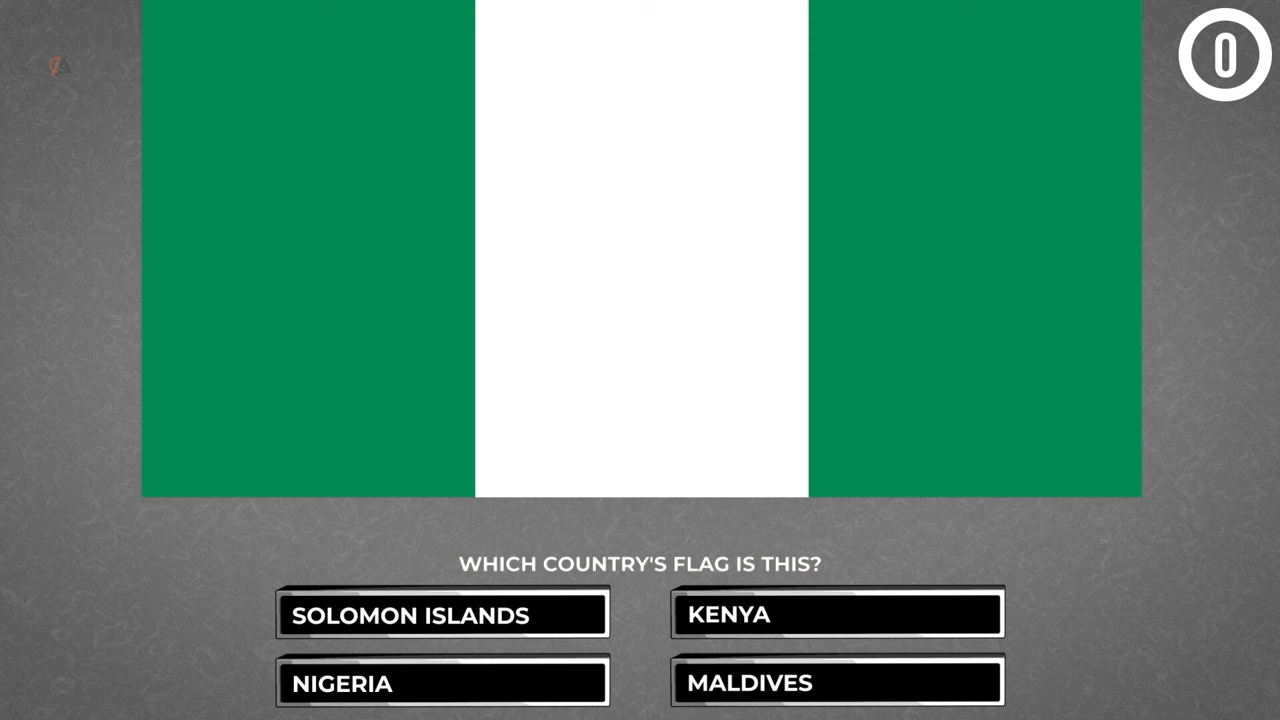 0
WHICH COUNTRY'S FLAG IS THIS?
SOLOMON ISLANDS
KENYA
NIGERIA
MALDIVES